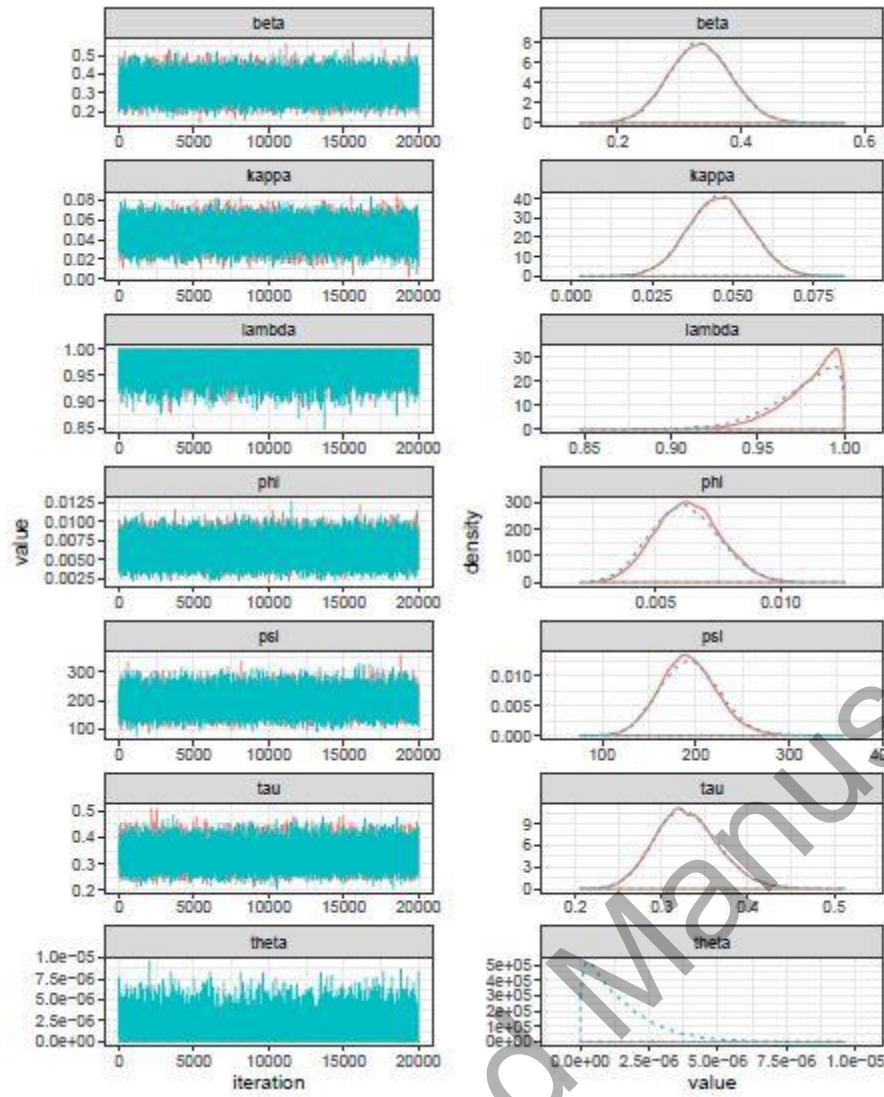 beta
0.5
0.4
0.3
0.2
0 5000 10000 15000 20000
beta
8
6
4
2
0
0.2 0.4 0.6
kappa
0.08
0.06
0.04
0.02
0.00
0 5000 10000 15000 20000
kappa
40
30
20
10
0
0.000 0.025 0.050 0.075
lambda
1.00
0.95
0.90
0.85
0 5000 10000 15000 20000
lambda
30
20
10
0
0.85 0.90 0.95 1.00
phi
0.0125
0.0100
0.0075
0.0050
0.0025
0 5000 10000 15000 20000
value
phi
300
200
100
0
0.005 0.010
density
psi
300
200
100
0 5000 10000 15000 20000
psi
0.010
0.005
0.000
100 200 300 40
tau
0.5
0.4
0.3
0.2
0 5000 10000 15000 20000
tau
9
6
3
0
0.2 0.3 0.4 0.5
theta
1.0e-05
7.5e-06
5.0e-06
2.5e-06
0.0e+00
0 5000 10000 15000 20000
iteration
theta
5e+05
4e+05
3e+05
2e+05
1e+05
0e+00
0.0e+00 2.5e-06 5.0e-06 7.5e-06 1.0e-05
value
d Manus